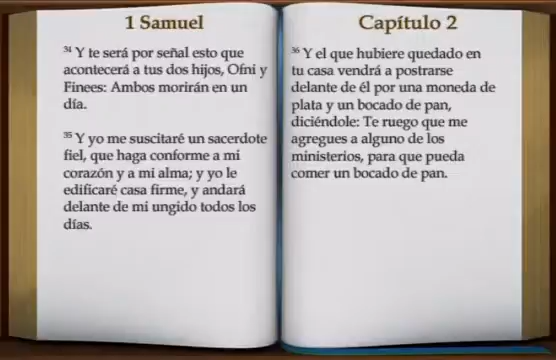 1 Samuel
³⁴ Y te será por señal esto que
acontecerá a tus dos hijos, Ofni y
Finees: Ambos morirán en un
día.
³⁵ Y yo me suscitaré un sacerdote
fiel, que haga conforme a mi
corazón y a mi alma; y yo le
edificaré casa firme, y andará
delante de mi ungido todos los
días.
Capítulo 2
³⁶ Y el que hubiere quedado en
tu casa vendrá a postrarse
delante de él por una moneda de
plata y un bocado de pan,
diciéndole: Te ruego que me
agregues a alguno de los
ministerios, para que pueda
comer un bocado de pan.